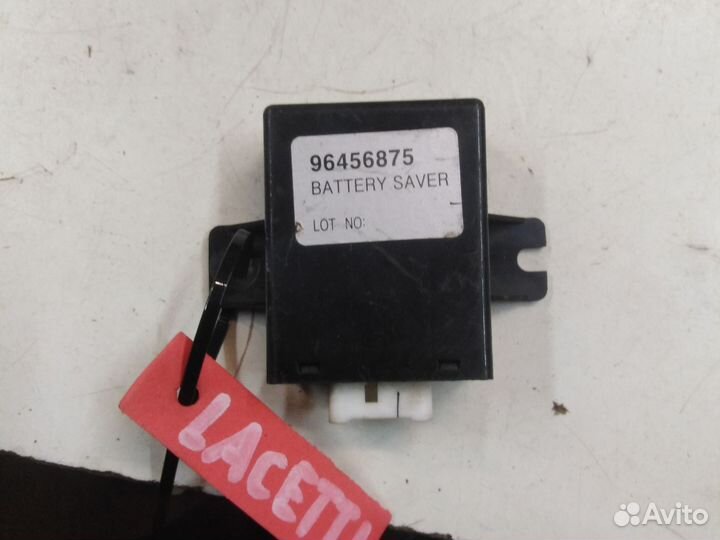 96456875
BATTERY SAVER
LOT NO:
LACETTI
Avito